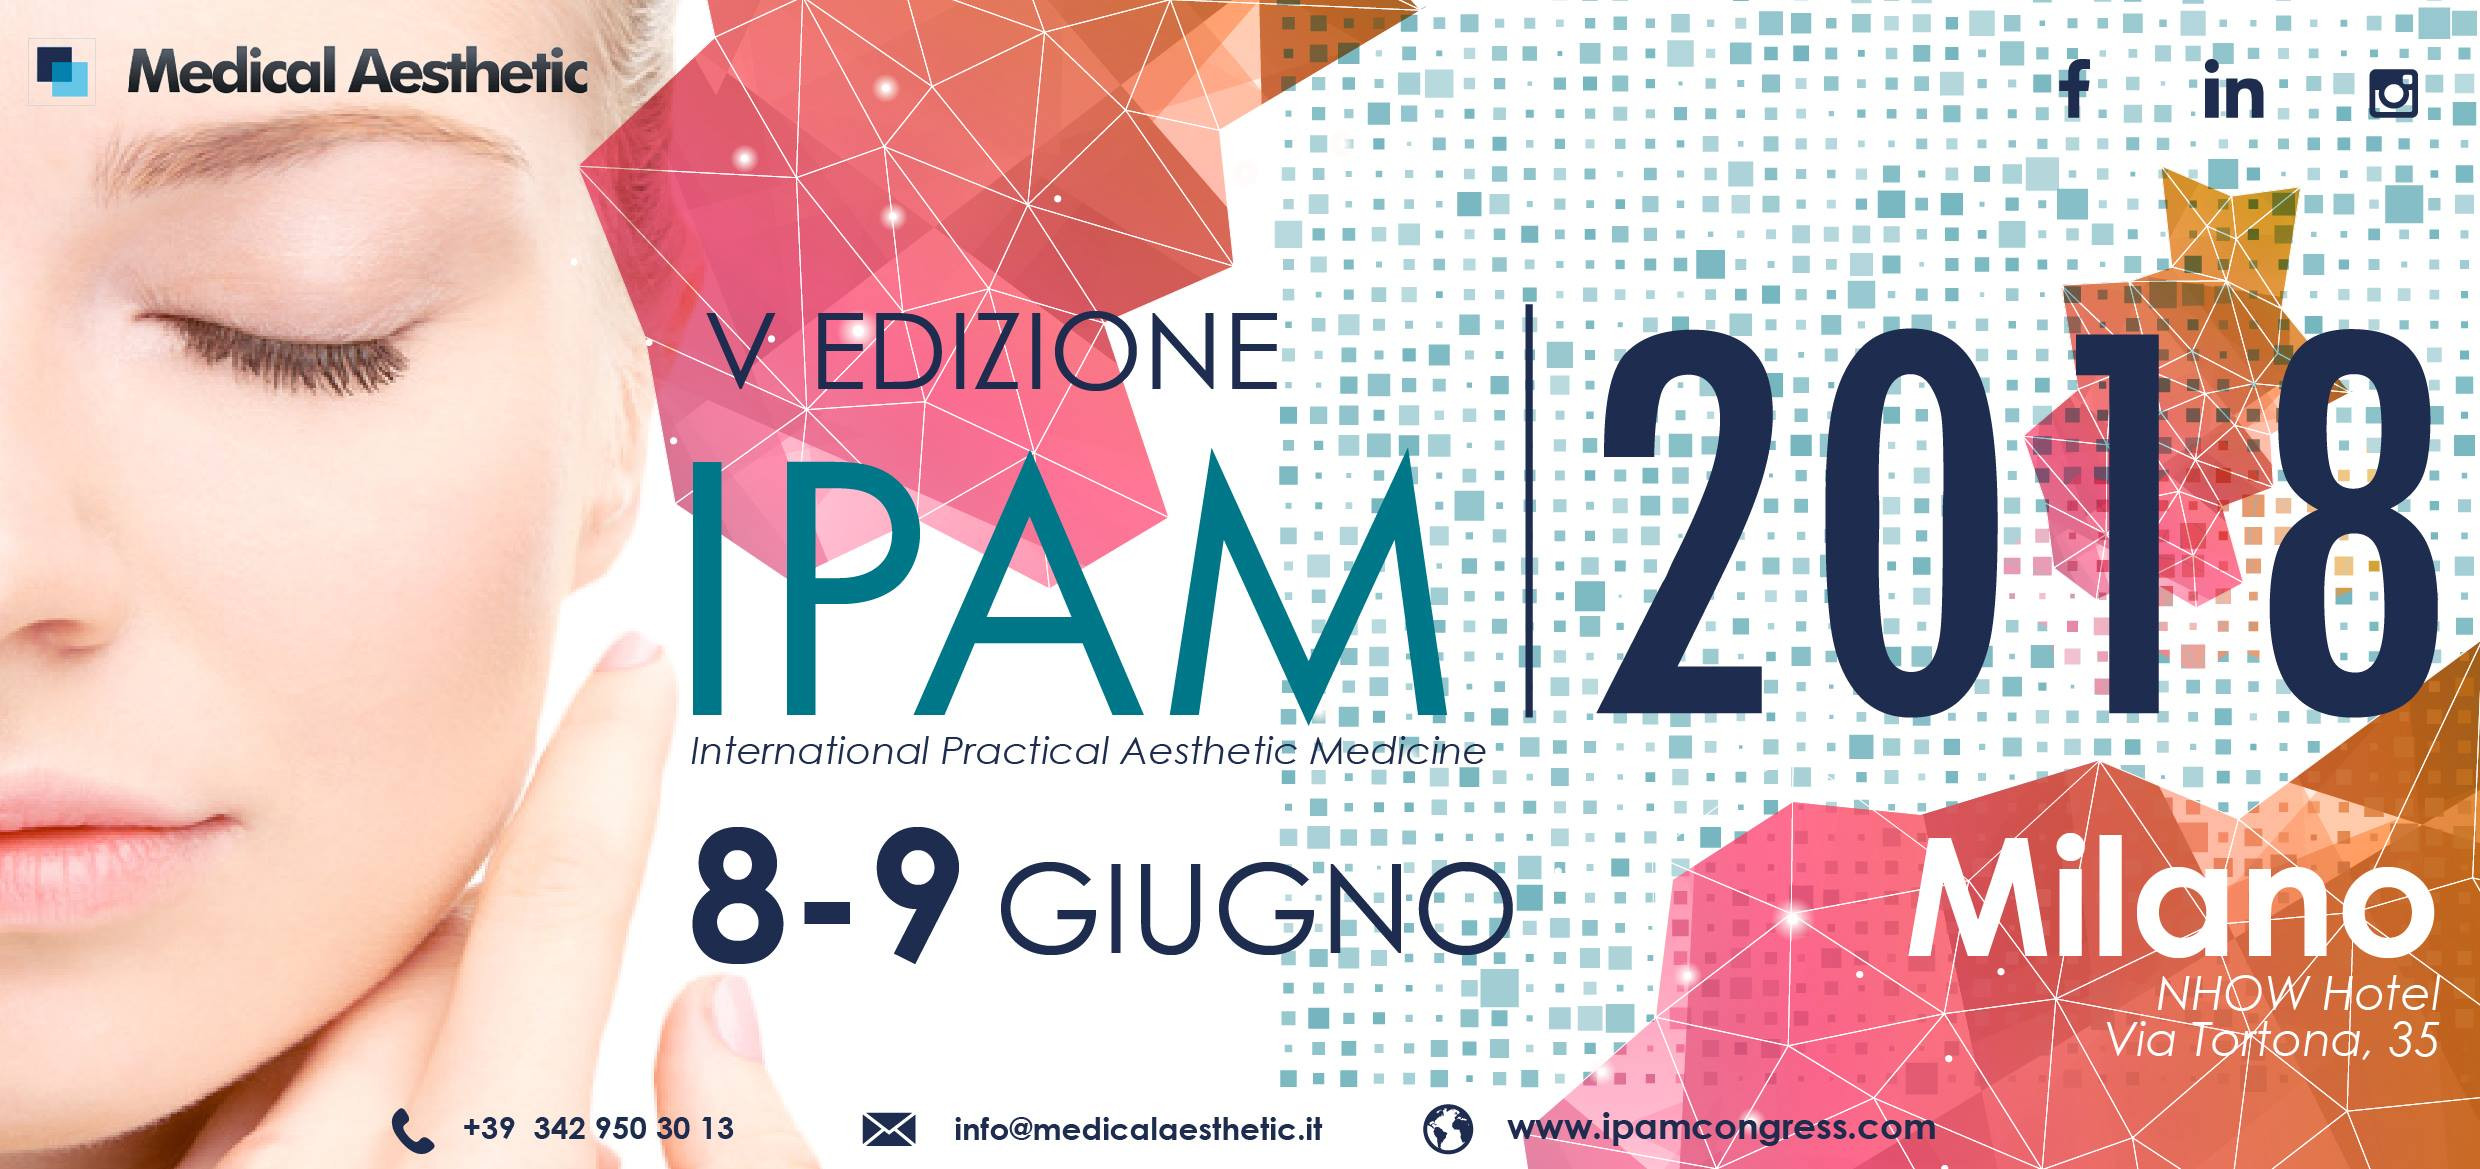 Medical Aesthetic
V EDIZIONE
IPAM
2018
International Practical Aesthetic Medicine
8-9 GIUGNO
Milano
NHOW Hotel
Via Tortona, 35
+39 342 950 30 13
info@medicalaesthetic.it
www.ipamcongress.com